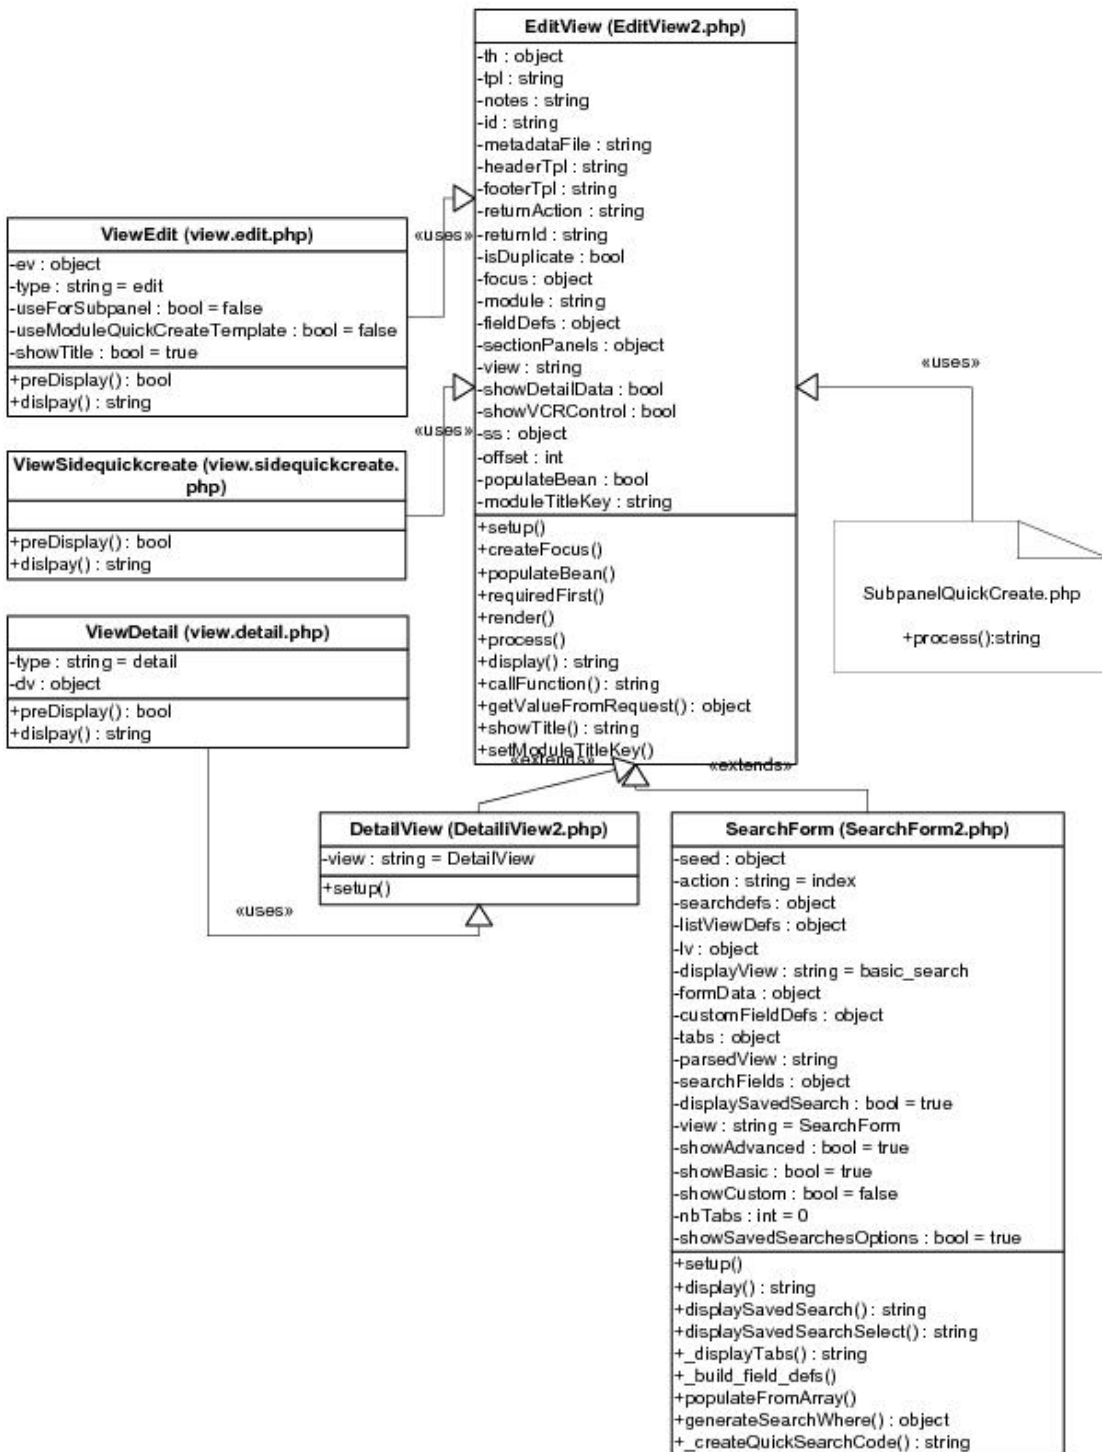 EditView (EditView2.php)
-th : object
-tpl : string
-notes : string
-id : string
-metadataFile : string
-headerTpl : string
-footerTpl : string
-returnAction : string
-returnId : string
-isDuplicate : bool
-focus : object
-module : string
-fieldDefs : object
-sectionPanels : object
-view : string
-showDetailData : bool
-showVCRControl : bool
-ss : object
-offset : int
-populateBean : bool
-moduleTitleKey : string
+setup()
+createFocus()
+populateBean()
+requiredFirst()
+render()
+process()
+display() : string
+callFunction() : string
+getValueFromRequest() : object
+showTitle() : string
+setModuleTitleKey()
«uses»
ViewEdit (view.edit.php)
-ev : object
-type : string = edit
-useForSubpanel : bool = false
-useModuleQuickCreateTemplate : bool = false
-showTitle : bool = true
+preDisplay() : bool
+dislpay() : string
«uses»
ViewSidequickcreate (view.sidequickcreate.
php)
+preDisplay() : bool
+dislpay() : string
ViewDetail (view.detail.php)
-type : string = detail
-dv : object
+preDisplay() : bool
+dislpay() : string
«uses»
«uses»
SubpanelQuickCreate.php
+process():string
«extends»
«extends»
DetailView (DetailiView2.php)
-view : string = DetailView
+setup()
SearchForm (SearchForm2.php)
-seed : object
-action : string = index
-searchdefs : object
-listViewDefs : object
-lv : object
-displayView : string = basic_search
-formData : object
-customFieldDefs : object
-tabs : object
-parsedView : string
-searchFields : object
-displaySavedSearch : bool = true
-view : string = SearchForm
-showAdvanced : bool = true
-showBasic : bool = true
-showCustom : bool = false
-nbTabs : int = 0
-showSavedSearchesOptions : bool = true
+setup()
+display() : string
+displaySavedSearch() : string
+displaySavedSearchSelect() : string
+_displayTabs() : string
+_build_field_defs()
+populateFromArray()
+generateSearchWhere() : object
+_createQuickSearchCode() : string